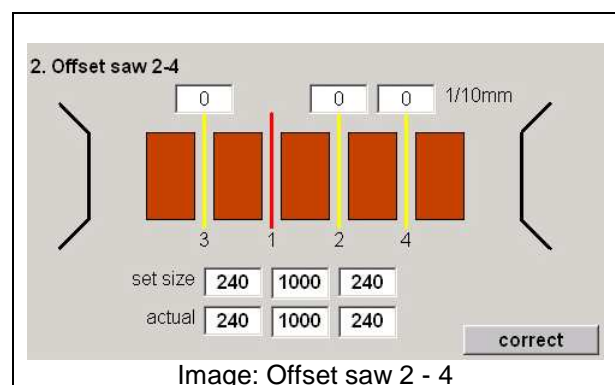 2. Offset saw 2-4
0 0 0 1/10mm
3 1 2 4
set size 240 1000 240
actual 240 1000 240
correct
Image: Offset saw 2 - 4